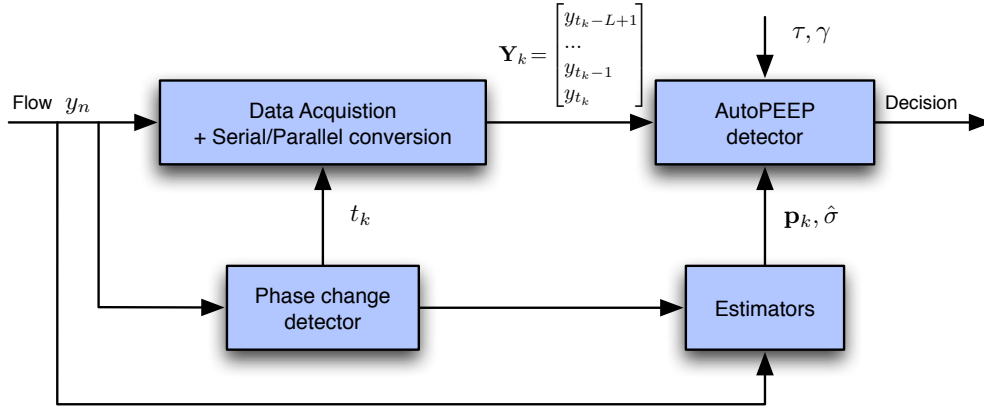 Flow y_n
Data Acquistion
+ Serial/Parallel conversion
Y_k = [ y_{t_k-L+1}
...
y_{t_k-1}
y_{t_k} ]
τ, γ
AutoPEEP
detector
Decision
t_k
p_k, σ̂
Phase change
detector
Estimators